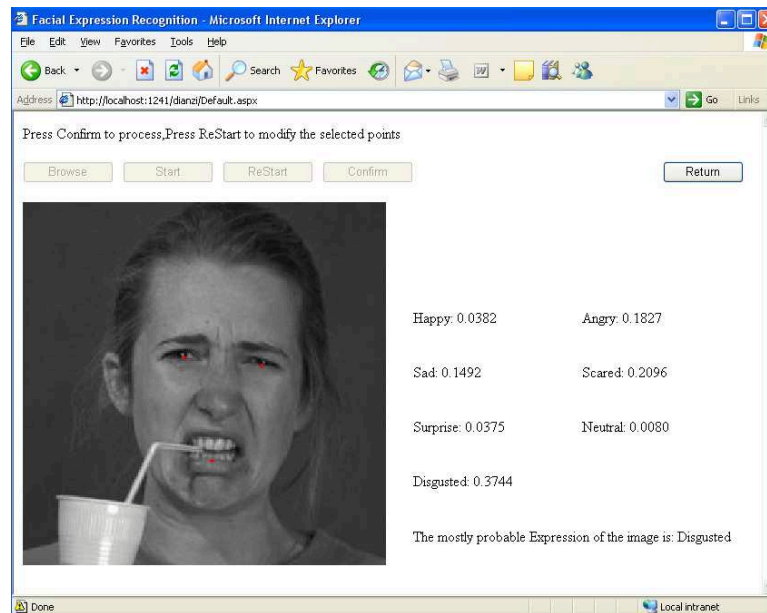 Facial Expression Recognition - Microsoft Internet Explorer
File Edit View Favorites Tools Help
Back Search Favorites
Address http://localhost:1241/dianzi/Default.aspx Go Links
Press Confirm to process,Press ReStart to modify the selected points
Browse Start ReStart Confirm Return
Happy: 0.0382 Angry: 0.1827
Sad: 0.1492 Scared: 0.2096
Surprise: 0.0375 Neutral: 0.0080
Disgusted: 0.3744
The mostly probable Expression of the image is: Disgusted
Done Local intranet